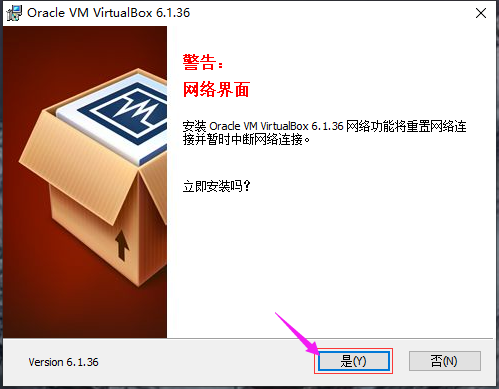 Oracle VM VirtualBox 6.1.36
警告：
网络界面
安装 Oracle VM VirtualBox 6.1.36 网络功能将重置网络连
接并暂时中断网络连接。
立即安装吗？
Version 6.1.36
是(Y)
否(N)